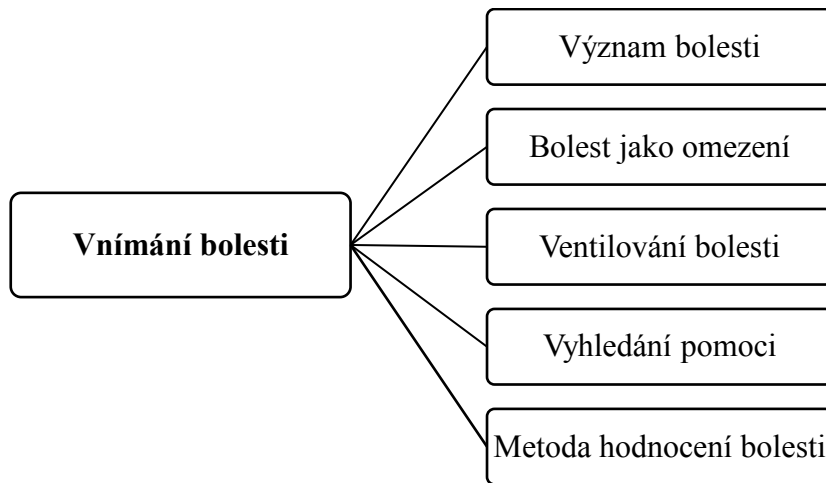 Význam bolesti
Bolest jako omezení
Vnímání bolesti
Ventilování bolesti
Vyhledání pomoci
Metoda hodnocení bolesti